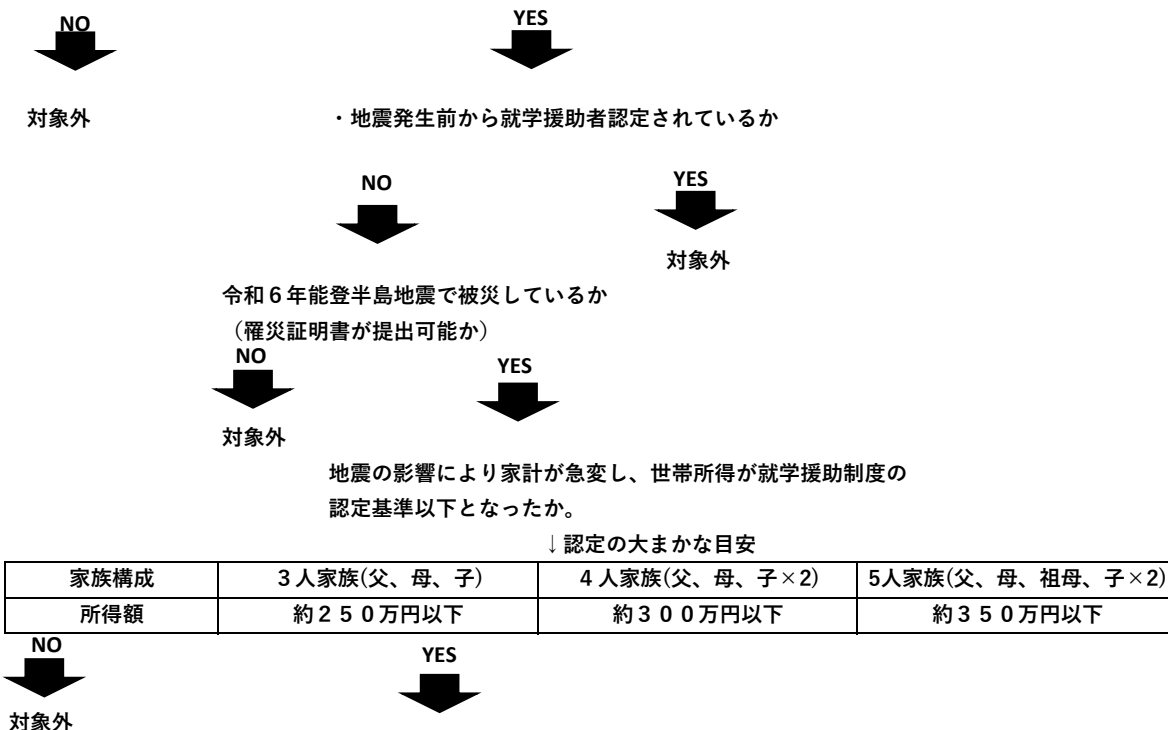 NO
YES
対象外
・地震発生前から就学援助者認定されているか
NO
YES
対象外
令和６年能登半島地震で被災しているか
（罹災証明書が提出可能か）
NO
YES
対象外
地震の影響により家計が急変し、世帯所得が就学援助制度の
認定基準以下となったか。
↓認定の大まかな目安
家族構成 ３人家族(父、母、子) ４人家族(父、母、子×2) 5人家族(父、母、祖母、子×2)
所得額 約２５０万円以下 約３００万円以下 約３５０万円以下
NO
YES
対象外